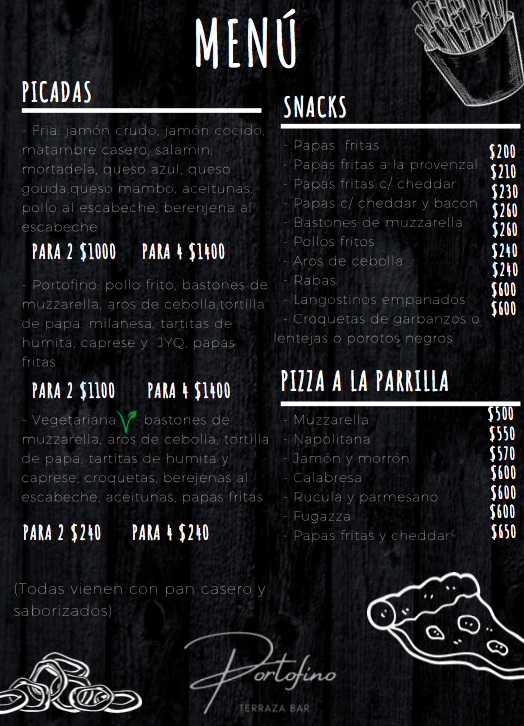 MENÚ
PICADAS
- Fria: jamón crudo, jamón cocido,
matambre casero, salamin,
mortadela, queso azul, queso
gouda,queso mambo, aceitunas,
pollo al escabeche, berenjena al
escabeche
PARA 2 $1000 PARA 4 $1400
- Portofino: pollo frito, bastones de
muzzarella, aros de cebolla,tortilla
de papa, milanesa, tartitas de
humita, caprese y JYQ, papas
fritas
PARA 2 $1100 PARA 4 $1400
- Vegetariana bastones de
muzzarella, aros de cebolla, tortilla
de papa, tartitas de humita y
caprese, croquetas, berejenas al
escabeche, aceitunas, papas fritas
PARA 2 $240 PARA 4 $240
(Todas vienen con pan casero y
saborizados)
SNACKS
- Papas fritas $200
- Papas fritas a la provenzal $210
- Papas fritas c/ cheddar $230
- Papas c/ cheddar y bacon $260
- Bastones de muzzarella $260
- Pollos fritos $240
- Aros de cebolla $240
- Rabas $600
- Langostinos empanados $600
- Croquetas de garbanzos o
lentejas o porotos negros
PIZZA A LA PARRILLA
- Muzzarella $500
- Napolitana $550
- Jamón y morrón $570
- Calabresa $600
- Rucula y parmesano $600
- Fugazza $600
- Papas fritas y cheddar $650
Portofino
TERRAZA BAR